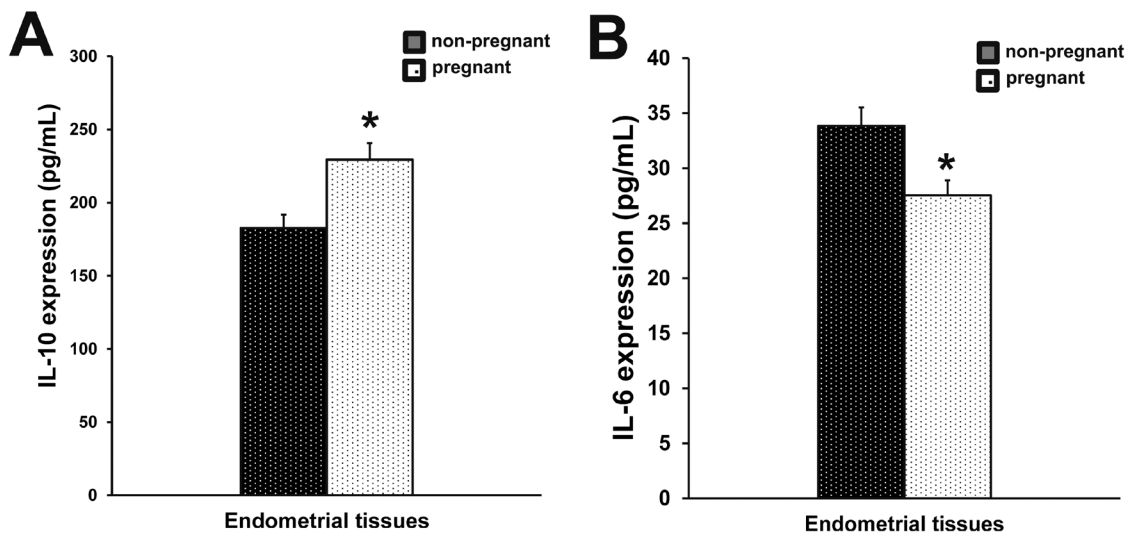 A
non-pregnant
pregnant
300
250
200
150
100
50
0
IL-10 expression (pg/mL)
*
Endometrial tissues
B
non-pregnant
pregnant
40
35
30
25
20
15
10
5
0
IL-6 expression (pg/mL)
*
Endometrial tissues